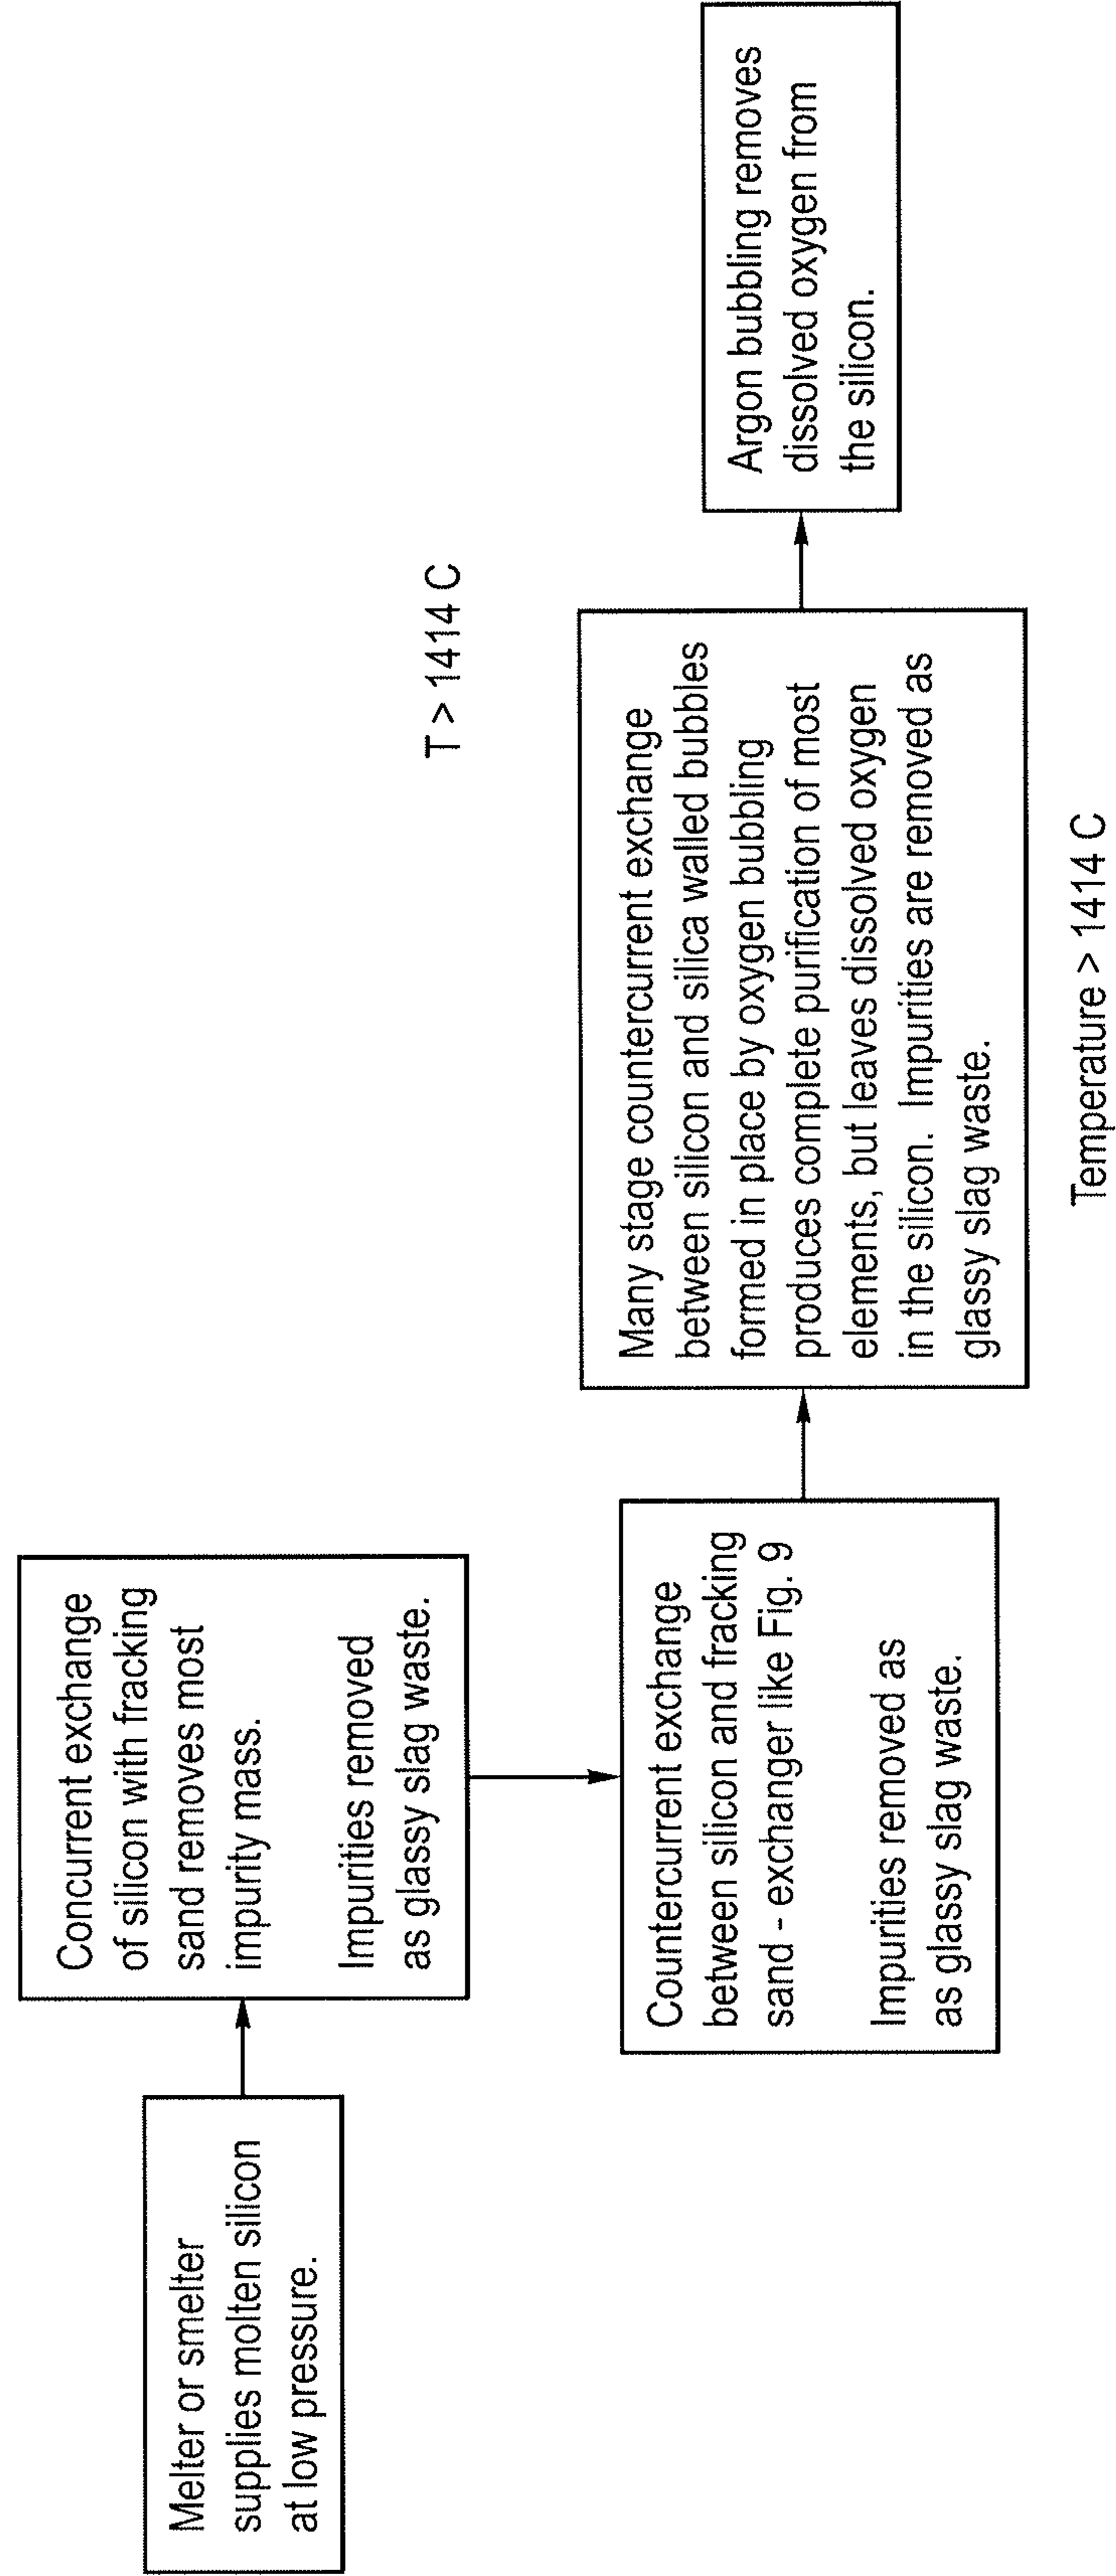 Melter or smelter
supplies molten silicon
at low pressure.
Concurrent exchange
of silicon with fracking
sand removes most
impurity mass.
Impurities removed
as glassy slag waste.
Countercurrent exchange
between silicon and fracking
sand - exchanger like Fig. 9
Impurities removed as
as glassy slag waste.
T > 1414 C
Many stage countercurrent exchange
between silicon and silica walled bubbles
formed in place by oxygen bubbling
produces complete purification of most
elements, but leaves dissolved oxygen
in the silicon. Impurities are removed as
glassy slag waste.
Temperature > 1414 C
Argon bubbling removes
dissolved oxygen from
the silicon.